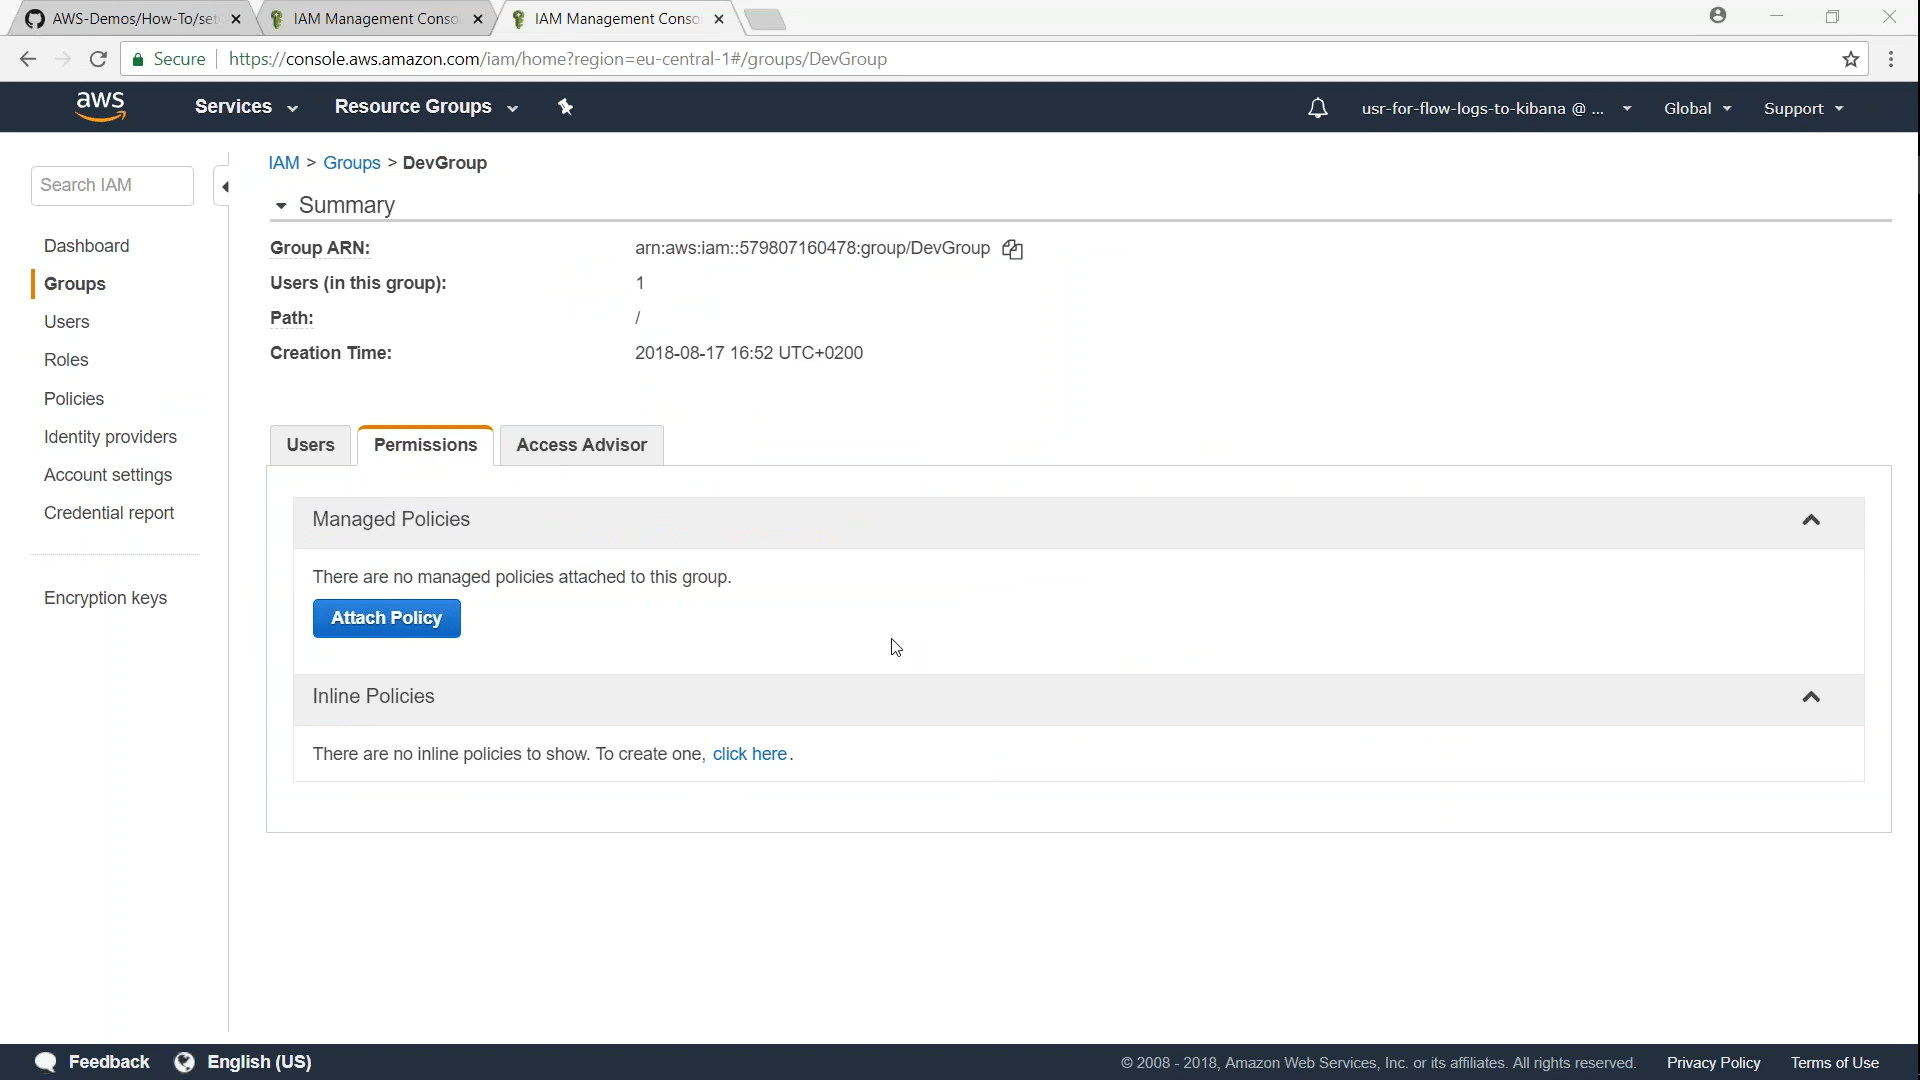 AWS-Demos/How-To/set
IAM Management Conso
IAM Management Conso
Secure
https://console.aws.amazon.com/iam/home?region=eu-central-1#/groups/DevGroup
aws
Services
Resource Groups
usr-for-flow-logs-to-kibana @ ...
Global
Support
Search IAM
Dashboard
Groups
Users
Roles
Policies
Identity providers
Account settings
Credential report
Encryption keys
IAM > Groups > DevGroup
Summary
Group ARN: arn:aws:iam::579807160478:group/DevGroup
Users (in this group): 1
Path: /
Creation Time: 2018-08-17 16:52 UTC+0200
Users
Permissions
Access Advisor
Managed Policies
There are no managed policies attached to this group.
Attach Policy
Inline Policies
There are no inline policies to show. To create one, click here.
Feedback
English (US)
© 2008 - 2018, Amazon Web Services, Inc. or its affiliates. All rights reserved.
Privacy Policy
Terms of Use